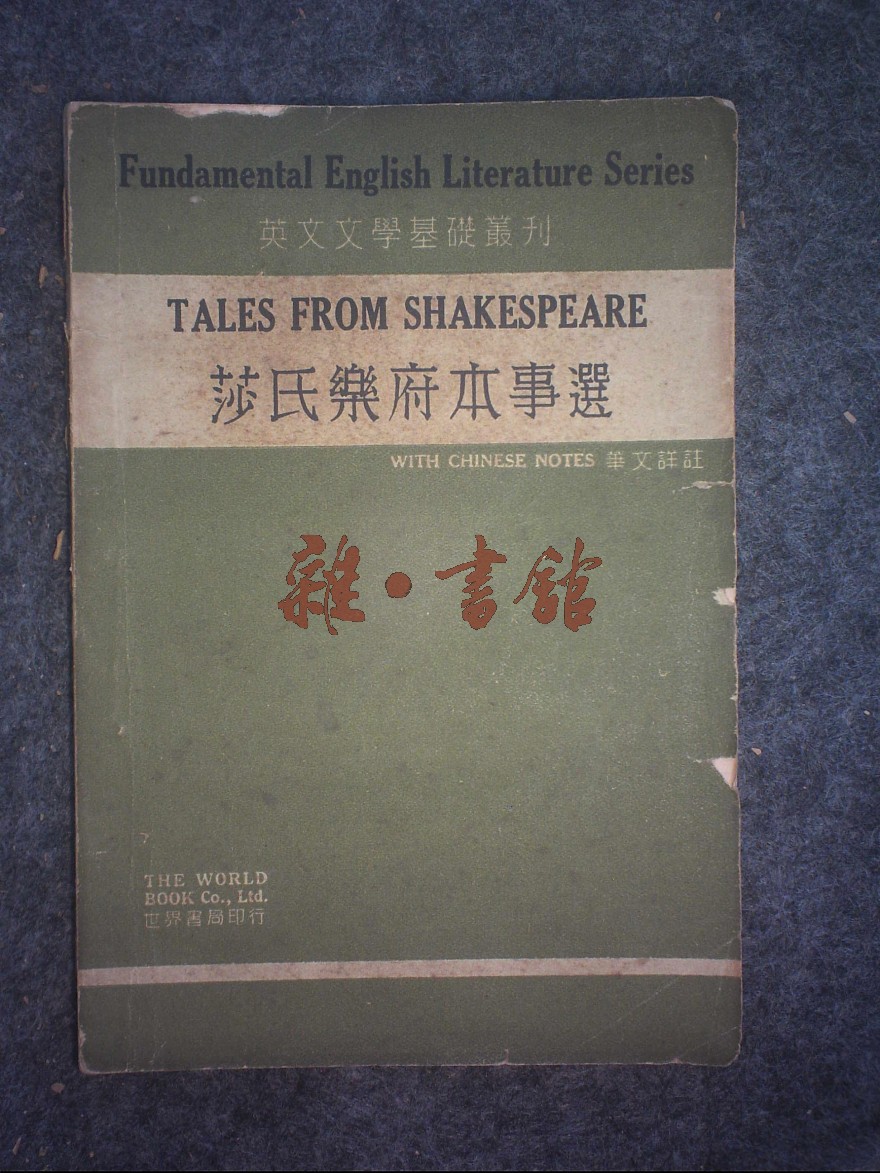 Fundamental English Literature Series
英文文學基礎叢刊
TALES FROM SHAKESPEARE
莎氏樂府本事選
WITH CHINESE NOTES 華文詳註
雜·書館
THE WORLD
BOOK Co., Ltd.
世界書局印行